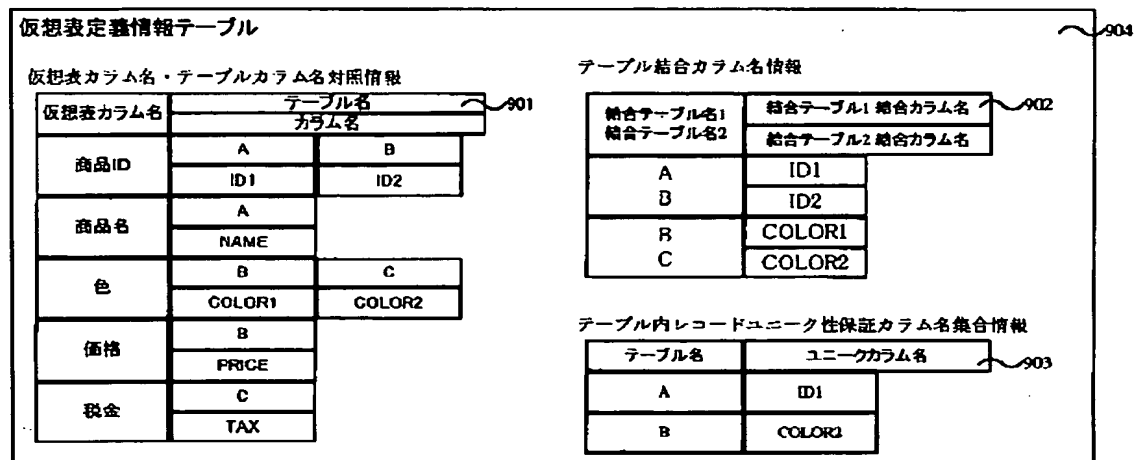 仮想表定義情報テーブル
904
仮想表カラム名・テーブルカラム名対照情報
仮想表カラム名
テーブル名
901
カラム名
商品ID
A
B
ID1
ID2
商品名
A
NAME
色
B
C
COLOR1
COLOR2
価格
B
PRICE
税金
C
TAX
テーブル結合カラム名情報
結合テーブル名1
結合テーブル名2
結合テーブル1 結合カラム名
902
結合テーブル2 結合カラム名
A
ID1
B
ID2
B
COLOR1
C
COLOR2
テーブル内レコードユニーク性保証カラム名集合情報
テーブル名
ユニークカラム名
903
A
ID1
B
COLOR2